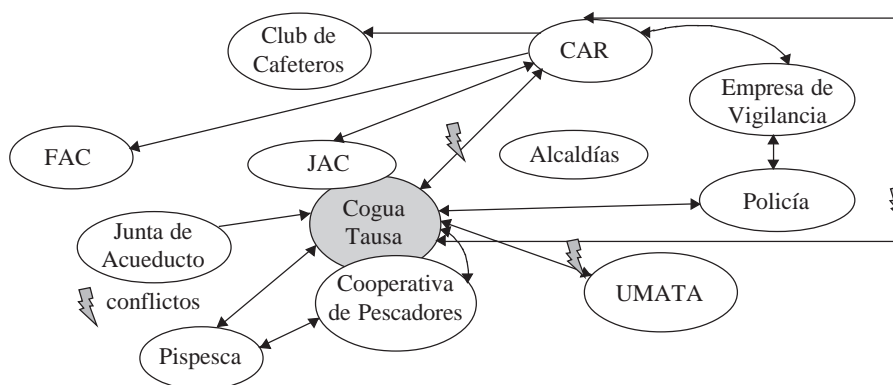 Club de
Cafeteros
CAR
Empresa de
Vigilancia
FAC
JAC
Alcaldías
Cogua
Tausa
Policía
Junta de
Acueducto
conflictos
Cooperativa
de Pescadores
UMATA
Pispesca